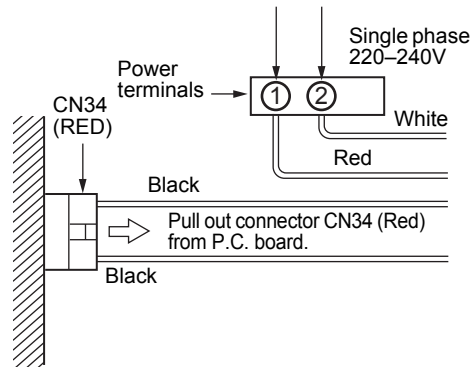 Single phase
220–240V
Power
terminals
1 2
CN34
(RED)
White
Red
Black
Pull out connector CN34 (Red)
from P.C. board.
Black